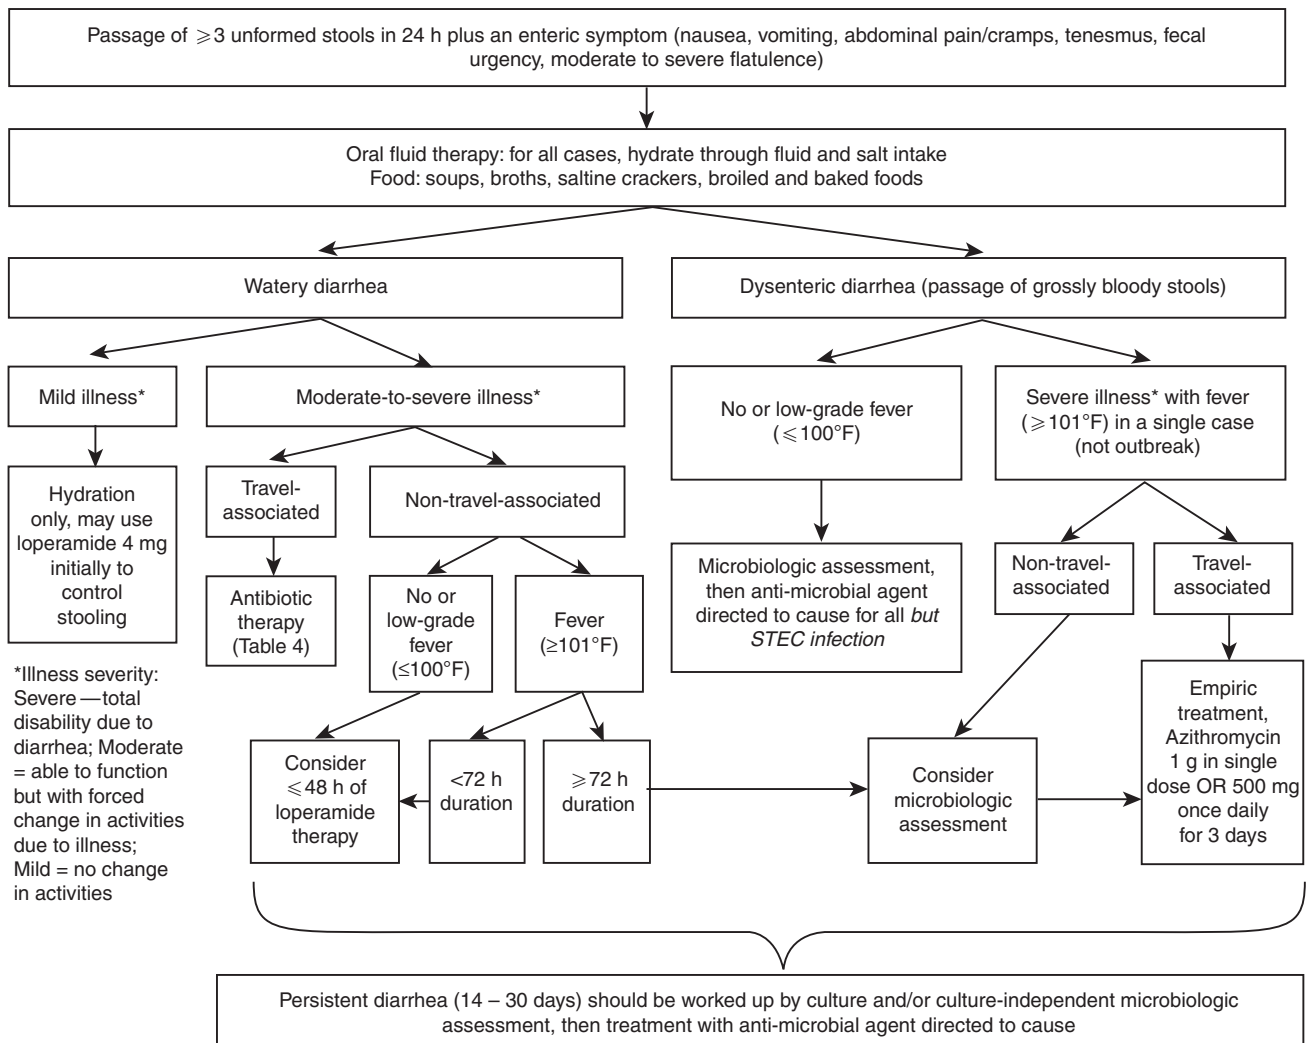 Passage of ⩾3 unformed stools in 24 h plus an enteric symptom (nausea, vomiting, abdominal pain/cramps, tenesmus, fecal
urgency, moderate to severe flatulence)
Oral fluid therapy: for all cases, hydrate through fluid and salt intake
Food: soups, broths, saltine crackers, broiled and baked foods
Watery diarrhea
Dysenteric diarrhea (passage of grossly bloody stools)
Mild illness*
Moderate-to-severe illness*
No or low-grade fever
(⩽100°F)
Severe illness* with fever
(⩾101°F) in a single case
(not outbreak)
Hydration
only, may use
loperamide 4 mg
initially to
control
stooling
Travel-
associated
Non-travel-associated
Antibiotic
therapy
(Table 4)
No or
low-grade
fever
(≤100°F)
Fever
(≥101°F)
Microbiologic assessment,
then anti-microbial agent
directed to cause for all but
STEC infection
Non-travel-
associated
Travel-
associated
*Illness severity:
Severe—total
disability due to
diarrhea; Moderate
= able to function
but with forced
change in activities
due to illness;
Mild = no change
in activities
Consider
⩽48 h of
loperamide
therapy
<72 h
duration
⩾72 h
duration
Consider
microbiologic
assessment
Empiric
treatment,
Azithromycin
1 g in single
dose OR 500 mg
once daily
for 3 days
Persistent diarrhea (14 – 30 days) should be worked up by culture and/or culture-independent microbiologic
assessment, then treatment with anti-microbial agent directed to cause